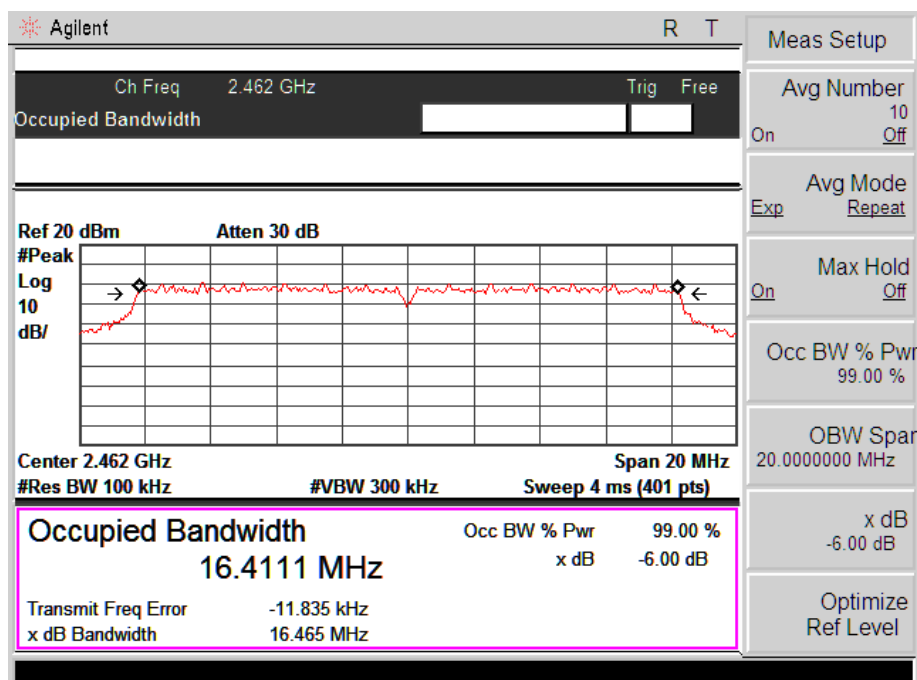 Agilent R T
Ch Freq 2.462 GHz Trig Free
Occupied Bandwidth
Ref 20 dBm Atten 30 dB
#Peak
Log
10
dB/
Center 2.462 GHz Span 20 MHz
#Res BW 100 kHz #VBW 300 kHz Sweep 4 ms (401 pts)
Occupied Bandwidth Occ BW % Pwr 99.00 %
16.4111 MHz x dB -6.00 dB
Transmit Freq Error -11.835 kHz
x dB Bandwidth 16.465 MHz
Meas Setup
Avg Number
10
On Off
Avg Mode
Exp Repeat
Max Hold
On Off
Occ BW % Pwr
99.00 %
OBW Span
20.0000000 MHz
x dB
-6.00 dB
Optimize
Ref Level